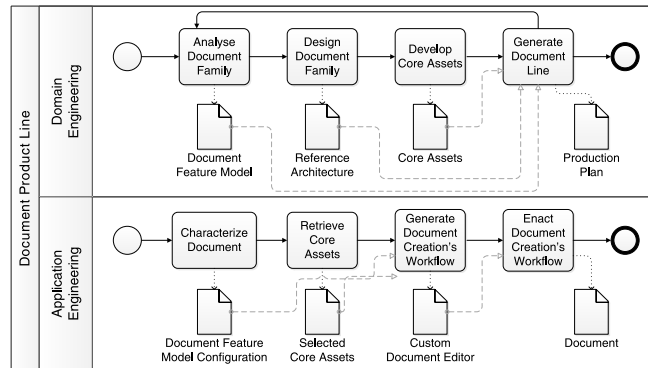 Document Product Line
Domain
Engineering
Analyse
Document
Family
Design
Document
Family
Develop
Core Assets
Generate
Document
Line
Document
Feature Model
Reference
Architecture
Core Assets
Production
Plan
Application
Engineering
Characterize
Document
Retrieve
Core
Assets
Generate
Document
Creation's
Workflow
Enact
Document
Creation's
Workflow
Document Feature
Model Configuration
Selected
Core Assets
Custom
Document Editor
Document